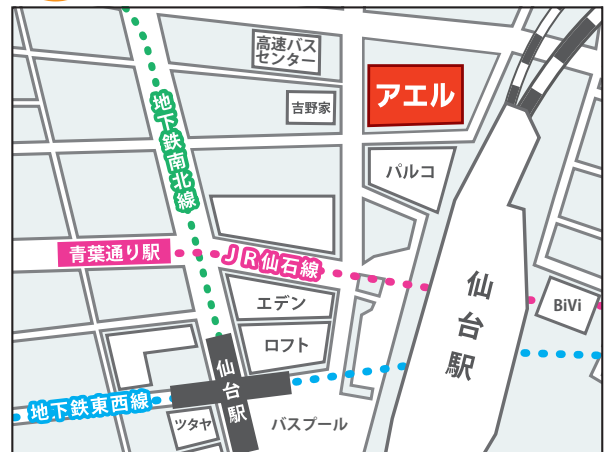 高速バス
センター
アエル
吉野家
地下鉄南北線
パルコ
青葉通り駅
JR仙石線
仙台駅
エデン
BiVi
ロフト
仙台駅
地下鉄東西線
ツタヤ
バスプール